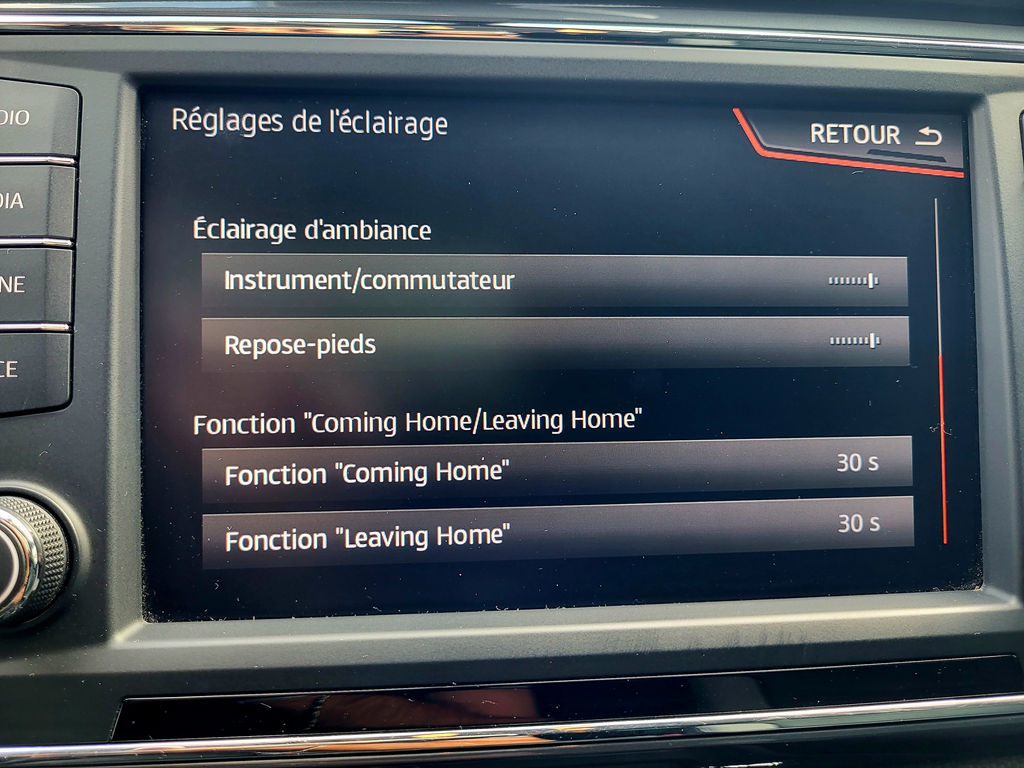 Réglages de l'éclairage
RETOUR
Éclairage d'ambiance
Instrument/commutateur
Repose-pieds
Fonction "Coming Home/Leaving Home"
Fonction "Coming Home" 30 s
Fonction "Leaving Home" 30 s